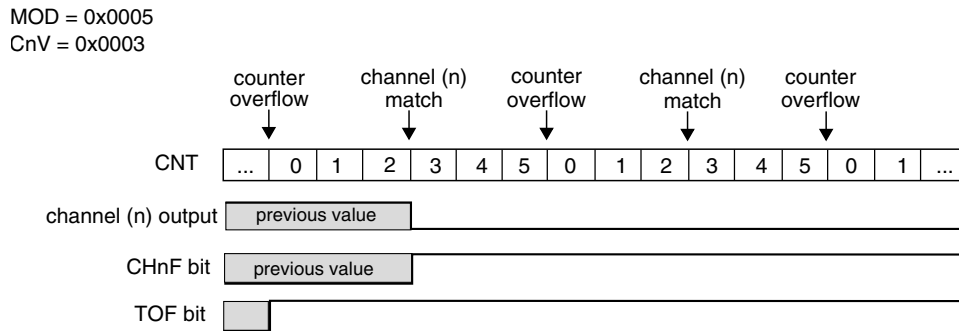 MOD = 0x0005
CnV = 0x0003
counter overflow
channel (n) match
counter overflow
channel (n) match
counter overflow
CNT ... 0 1 2 3 4 5 0 1 2 3 4 5 0 1 ...
channel (n) output previous value
CHnF bit previous value
TOF bit